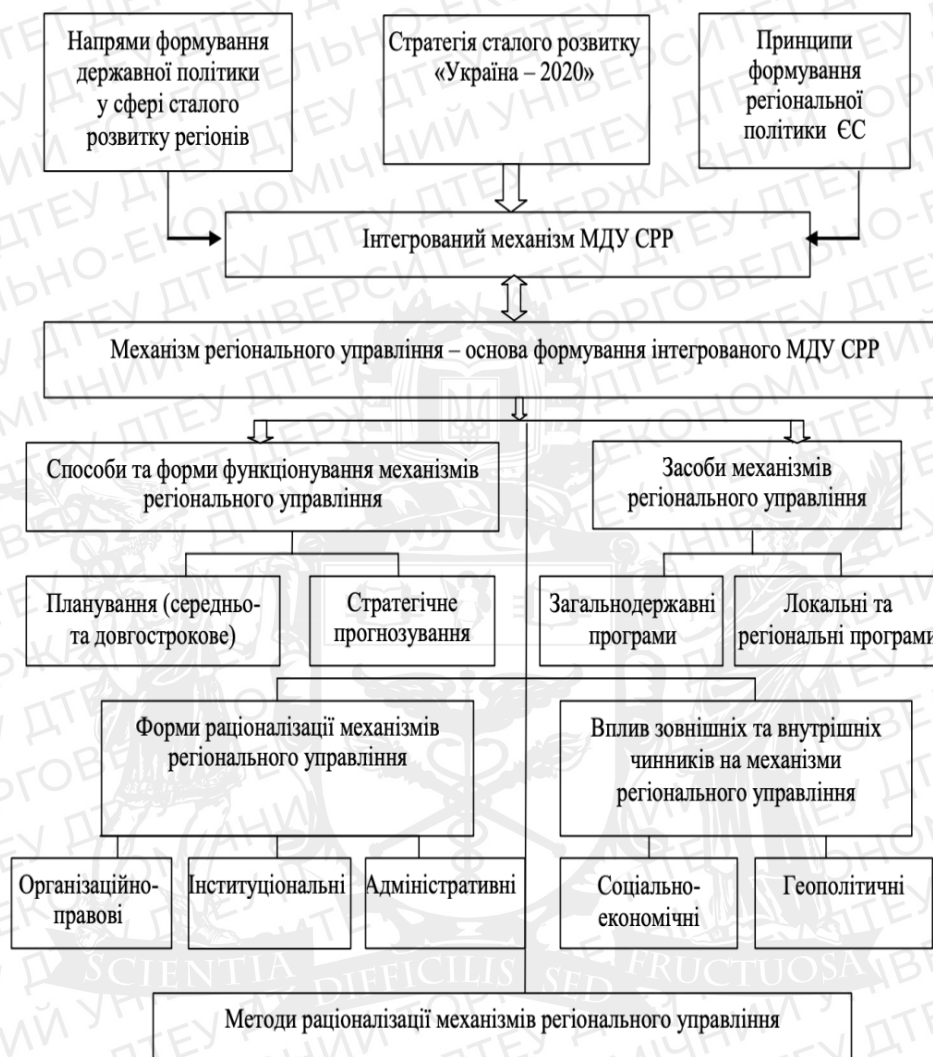 Напрями формування
державної політики
у сфері сталого
розвитку регіонів
Стратегія сталого розвитку
«Україна – 2020»
Принципи
формування
регіональної
політики ЄС
Інтегрований механізм МДУ СРР
Механізм регіонального управління – основа формування інтегрованого МДУ СРР
Способи та форми функціонування механізмів
регіонального управління
Засоби механізмів
регіонального управління
Планування (середньо-
та довгострокове)
Стратегічне
прогнозування
Загальнодержавні
програми
Локальні та
регіональні програми
Форми раціоналізації механізмів
регіонального управління
Вплив зовнішніх та внутрішніх
чинників на механізми
регіонального управління
Організаційно-
правові
Інституціональні
Адміністративні
Соціально-
економічні
Геополітичні
SCIENTIA DIFFICILIS SED FRUCTUOSA
Методи раціоналізації механізмів регіонального управління